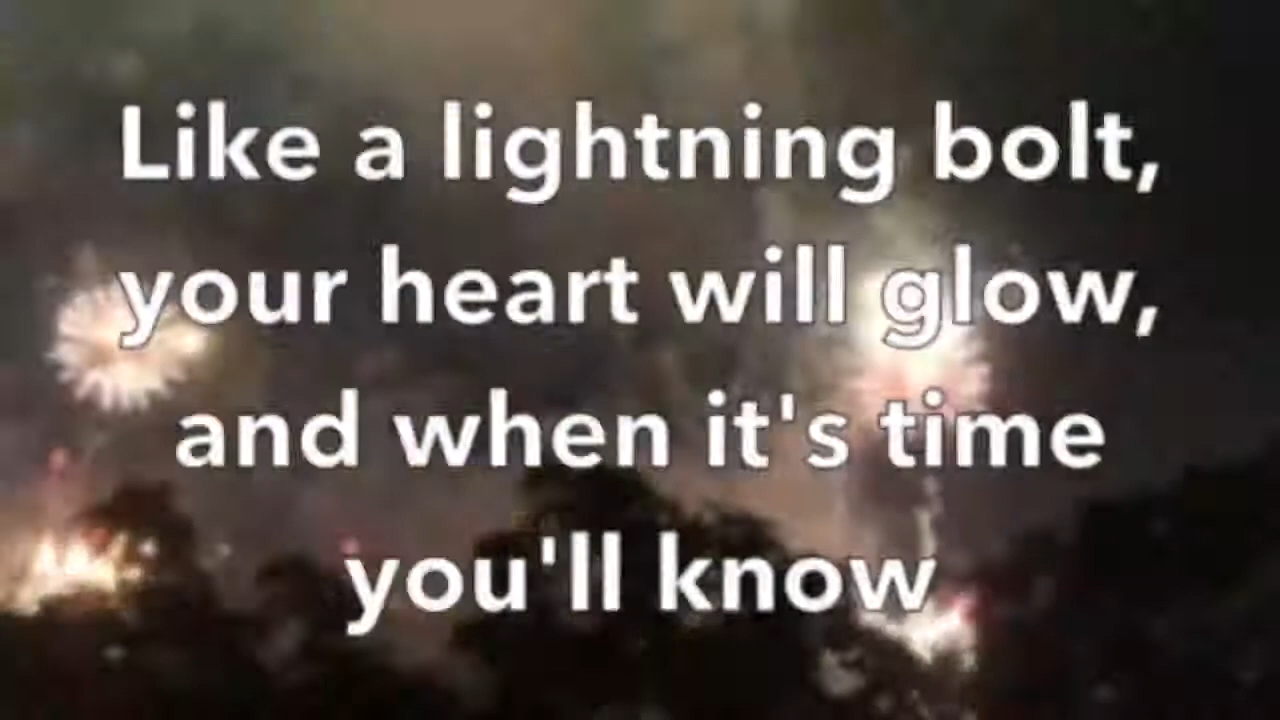 Like a lightning bolt,
your heart will glow,
and when it's time
you'll know